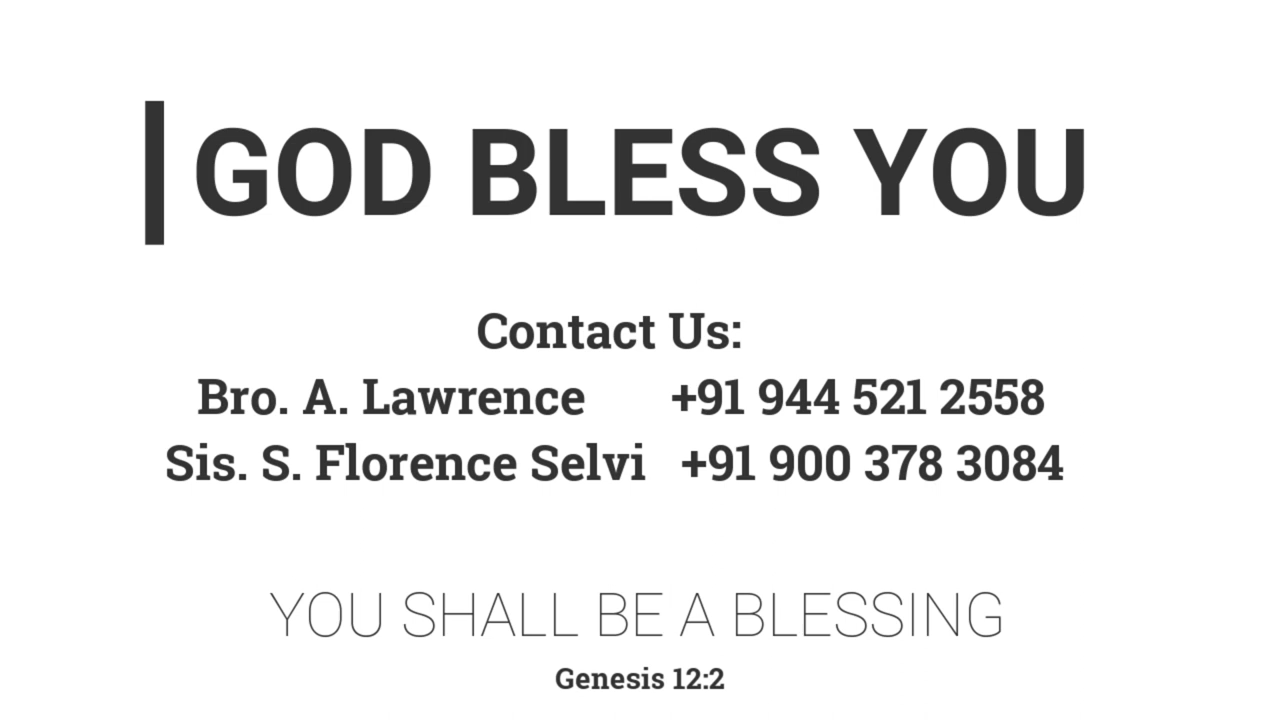 GOD BLESS YOU
Contact Us:
Bro. A. Lawrence +91 944 521 2558
Sis. S. Florence Selvi +91 900 378 3084
YOU SHALL BE A BLESSING
Genesis 12:2